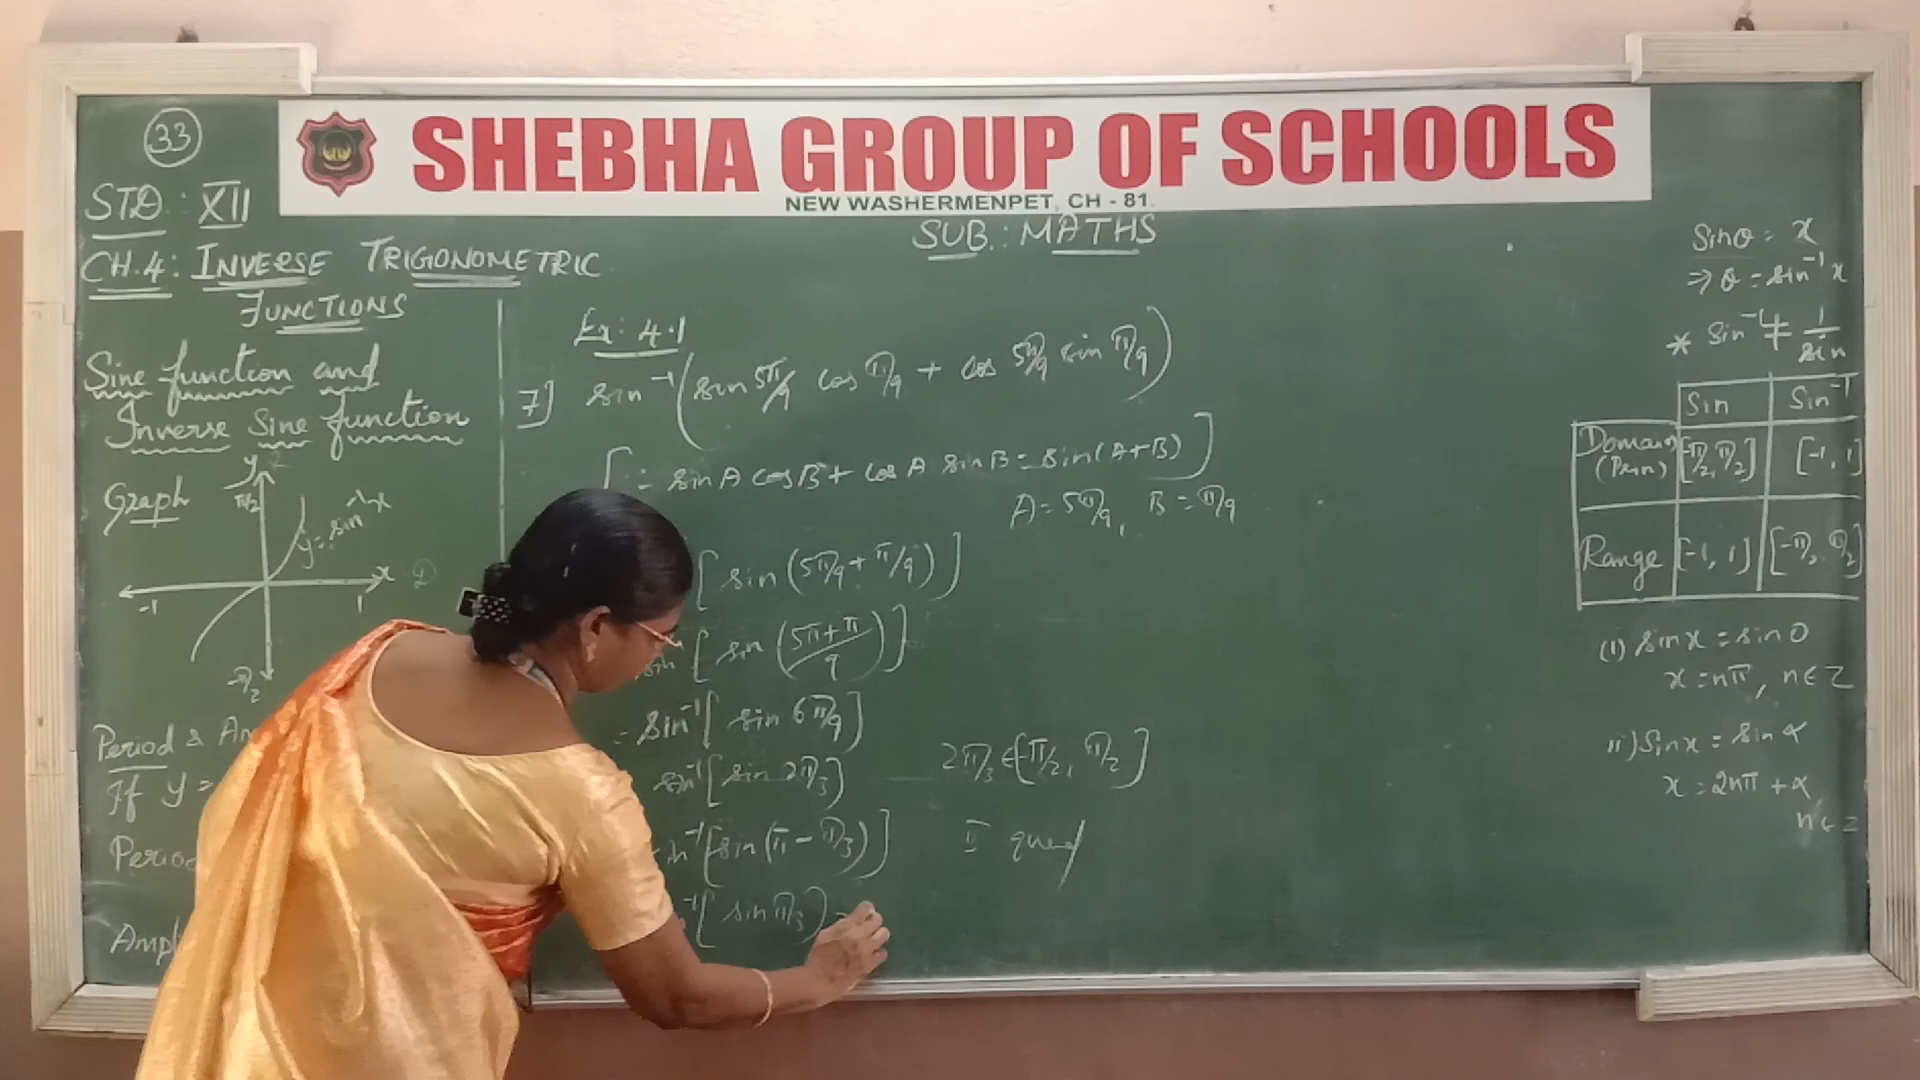 33
SHEBHA GROUP OF SCHOOLS
NEW WASHERMENPET, CH - 81.
STD : XII
SUB. : MATHS
CH.4 : INVERSE TRIGONOMETRIC
FUNCTIONS
Sine function and
Inverse Sine function
Graph
y
π/2
y = sin⁻¹x
x
-1
1
-π/2
Period &
If y =
Ex: 4.1
7] sin⁻¹(sin 5π/9 cos π/9 + cos 5π/9 sin π/9)
[∵ sin A cos B + cos A sin B = sin(A+B)]
A = 5π/9, B = π/9
[sin (5π/9 + π/9)]
[sin (5π+π/9)]
= sin⁻¹[sin 6π/9]
sin⁻¹[sin 2π/3]
2π/3 ∈ [-π/2, π/2]
[sin (π - π/3)]
II quad
[sin π/3) =
Sinθ = x
⇒ θ = sin⁻¹ x
* Sin⁻¹ ≠ 1/sin
Sin Sin⁻¹
Domain [-π/2, π/2] [-1, 1]
Range [-1, 1] [-π/2, π/2]
(i) Sin x = sin 0
x = nπ, n ∈ Z
ii) Sin x = sin α
x = 2nπ + α
n ∈ Z